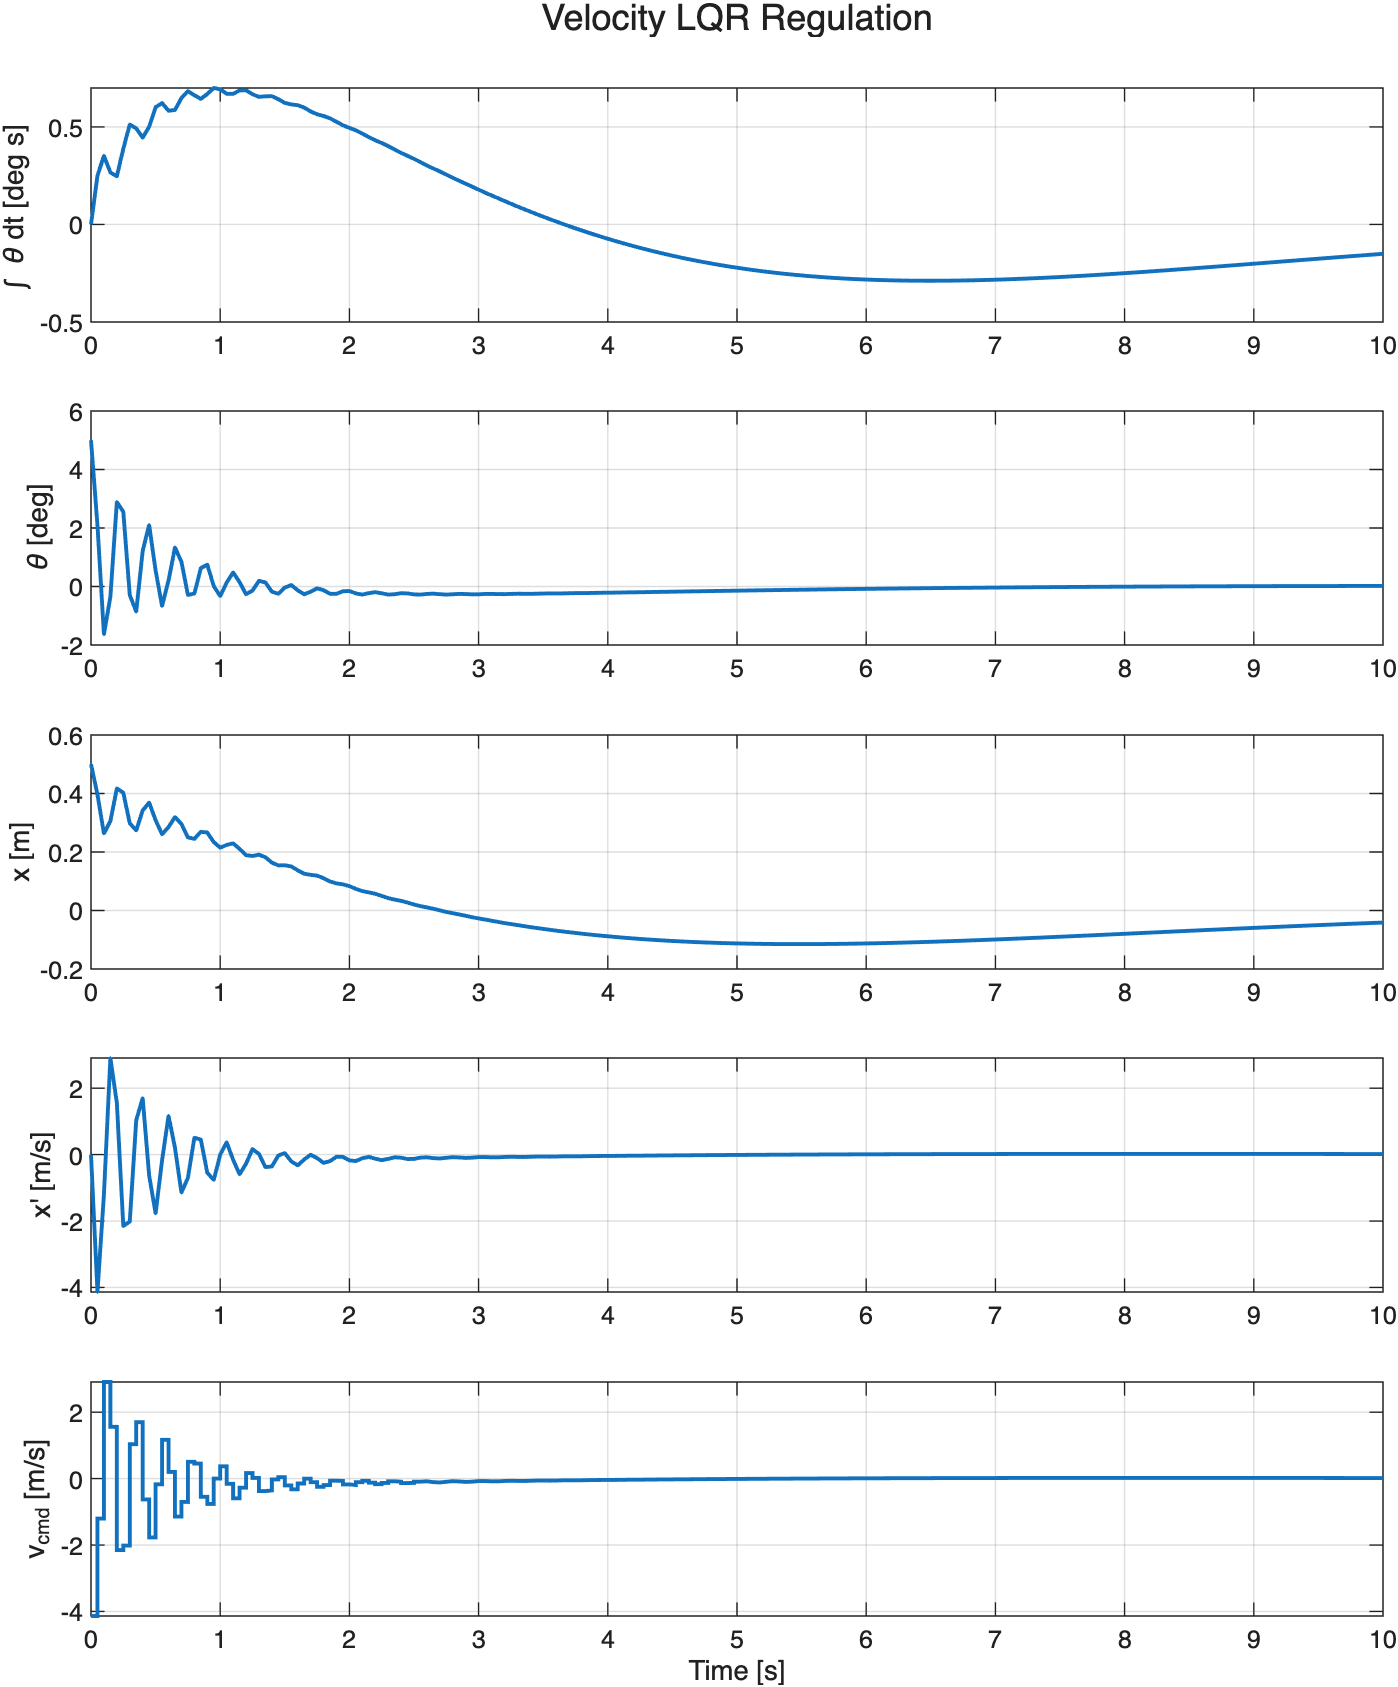 Velocity LQR Regulation
∫ θ dt [deg s]
0.5
0
-0.5
0 1 2 3 4 5 6 7 8 9 10
θ [deg]
6
4
2
0
-2
0 1 2 3 4 5 6 7 8 9 10
x [m]
0.6
0.4
0.2
0
-0.2
0 1 2 3 4 5 6 7 8 9 10
x' [m/s]
2
0
-2
-4
0 1 2 3 4 5 6 7 8 9 10
vcmd [m/s]
2
0
-2
-4
0 1 2 3 4 5 6 7 8 9 10
Time [s]